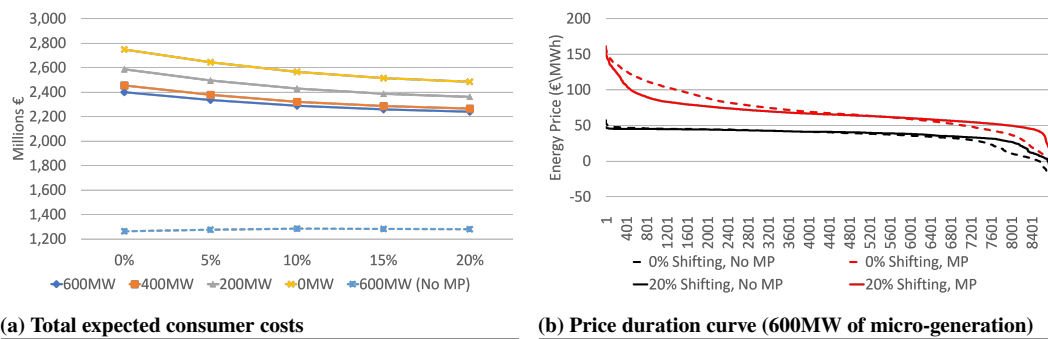 3,000
2,800
2,600
2,400
2,200
2,000
1,800
1,600
1,400
1,200
Millions €
0% 5% 10% 15% 20%
600MW 400MW 200MW 0MW 600MW (No MP)
(a) Total expected consumer costs
200
150
100
50
0
-50
Energy Price (€\MWh)
1 401 801 1201 1601 2001 2401 2801 3201 3601 4001 4401 4801 5201 5601 6001 6401 6801 7201 7601 8001 8401
0% Shifting, No MP 0% Shifting, MP
20% Shifting, No MP 20% Shifting, MP
(b) Price duration curve (600MW of micro-generation)